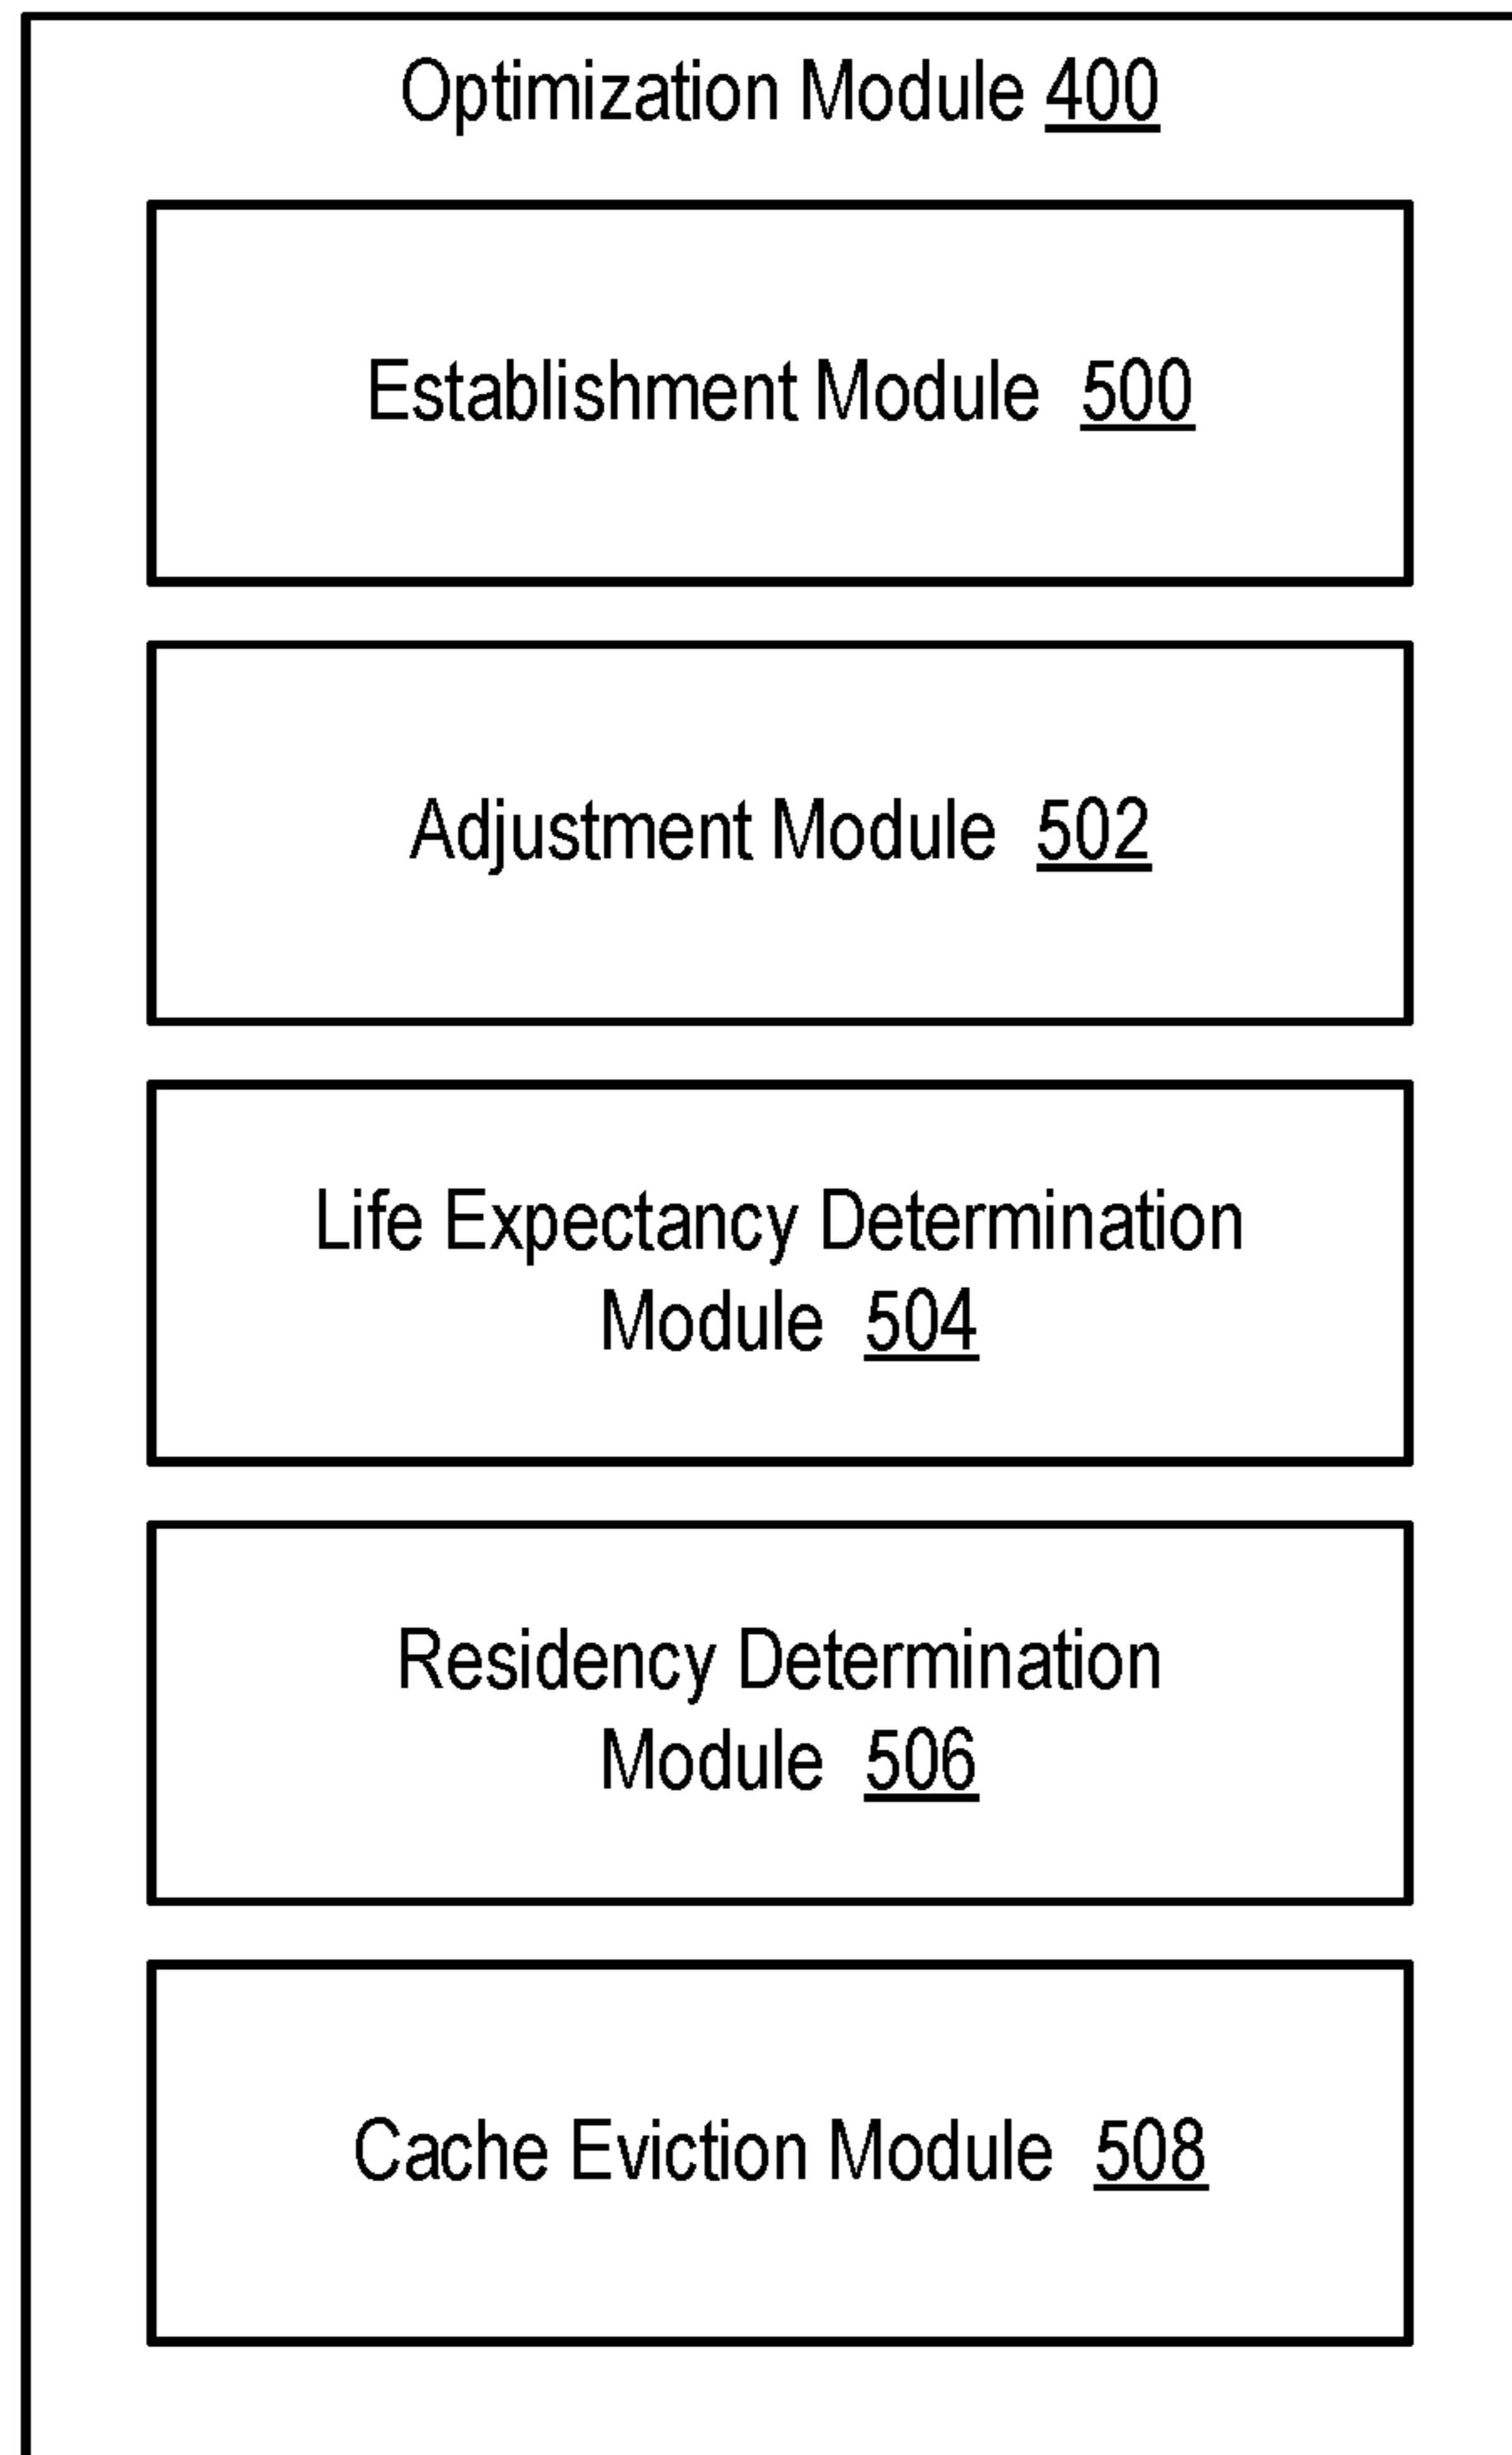 Optimization Module 400
Establishment Module 500
Adjustment Module 502
Life Expectancy Determination
Module 504
Residency Determination
Module 506
Cache Eviction Module 508